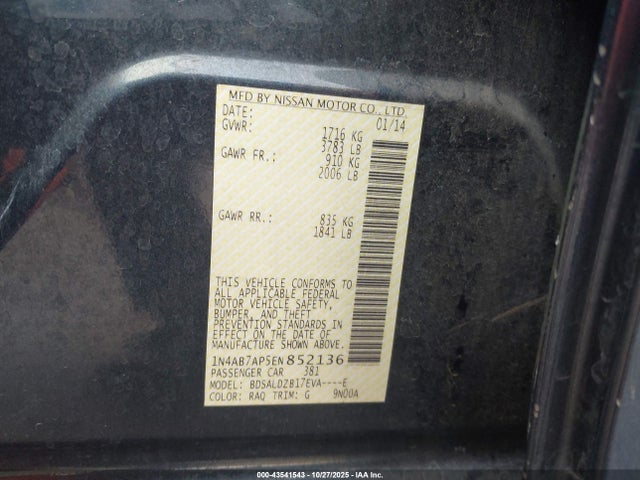 MFD BY NISSAN MOTOR CO., LTD.
DATE: 01/14
GVWR: 1716 KG
3783 LB
GAWR FR.: 910 KG
2006 LB
GAWR RR.: 835 KG
1841 LB
THIS VEHICLE CONFORMS TO
ALL APPLICABLE FEDERAL
MOTOR VEHICLE SAFETY,
BUMPER, AND THEFT
PREVENTION STANDARDS IN
EFFECT ON THE DATE OF
MANUFACTURE SHOWN ABOVE.
1N4AB7AP5EN852136
PASSENGER CAR 381
MODEL: BDSALDZB17EVA----E
COLOR: RAQ TRIM: G 9N00A
000-43541543 - 10/27/2025 - IAA Inc.